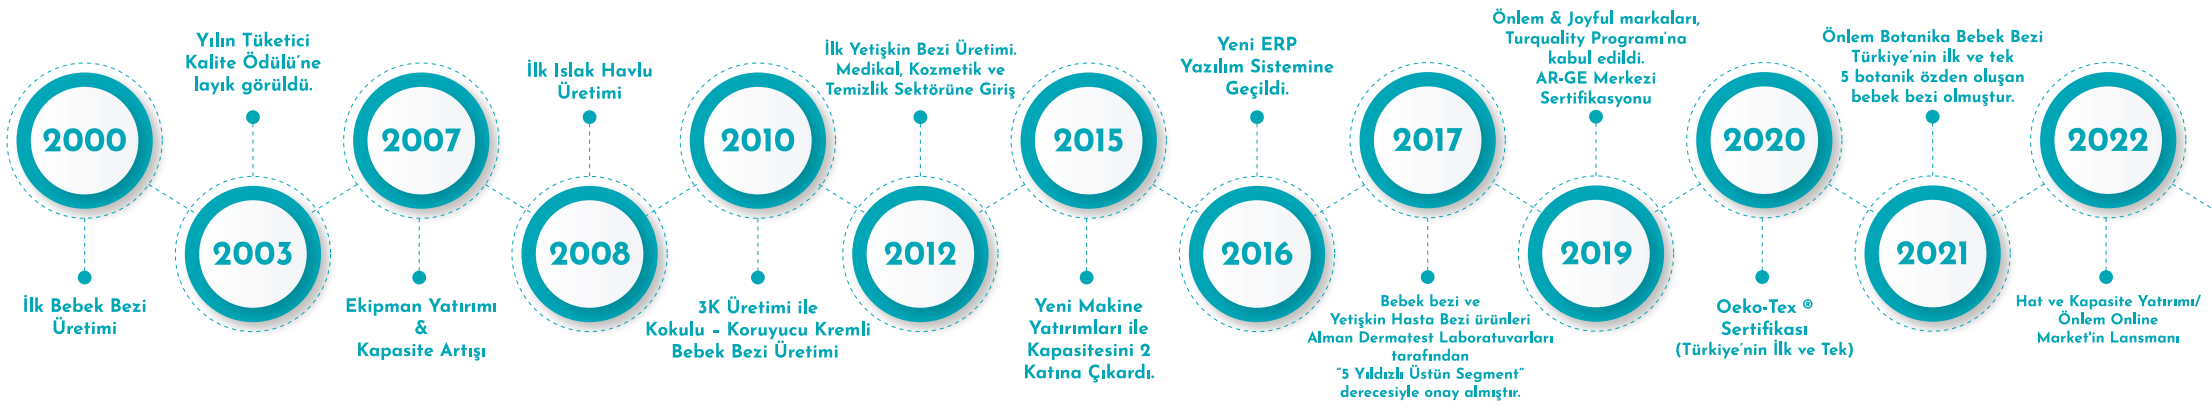 2000
İlk Bebek Bezi
Üretimi
Yılın Tüketici
Kalite Ödülü'ne
layık görüldü.
2003
2007
Ekipman Yatırımı
&
Kapasite Artışı
İlk Islak Havlu
Üretimi
2008
2010
3K Üretimi ile
Kokulu – Koruyucu Kremli
Bebek Bezi Üretimi
İlk Yetişkin Bezi Üretimi.
Medikal, Kozmetik ve
Temizlik Sektörüne Giriş
2012
2015
Yeni Makine
Yatırımları ile
Kapasitesini 2
Katına Çıkardı.
Yeni ERP
Yazılım Sistemine
Geçildi.
2016
2017
Bebek bezi ve
Yetişkin Hasta Bezi ürünleri
Alman Dermatest Laboratuvarları
tarafından
"5 Yıldızlı Üstün Segment"
derecesiyle onay almıştır.
Önlem & Joyful markaları,
Turquality Programı'na
kabul edildi.
AR-GE Merkezi
Sertifikasyonu
2019
2020
Oeko-Tex ®
Sertifikası
(Türkiye'nin İlk ve Tek)
Önlem Botanika Bebek Bezi
Türkiye'nin ilk ve tek
5 botanik özden oluşan
bebek bezi olmuştur.
2021
2022
Hat ve Kapasite Yatırımı/
Önlem Online
Market'in Lansmanı